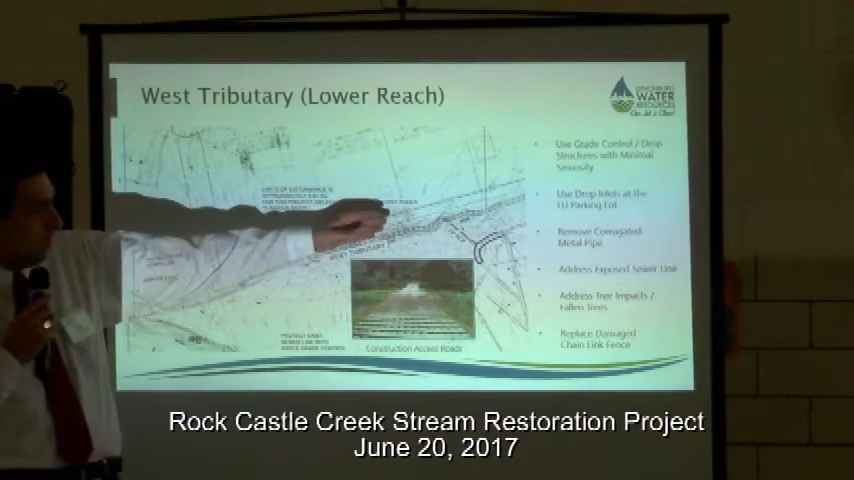 West Tributary (Lower Reach)
LYNCHBURG
WATER
RESOURCES
• Use Grade Control / Drop
Structures with Minimal
Sinuosity
• Use Drop Inlets at the
LU Parking Lot
• Remove Corrugated
Metal Pipe
• Address Exposed Sewer Line
• Address Tree Impacts /
Fallen Trees
• Replace Damaged
Chain Link Fence
WEST TRIBUTARY
Construction Access Roads
Rock Castle Creek Stream Restoration Project
June 20, 2017